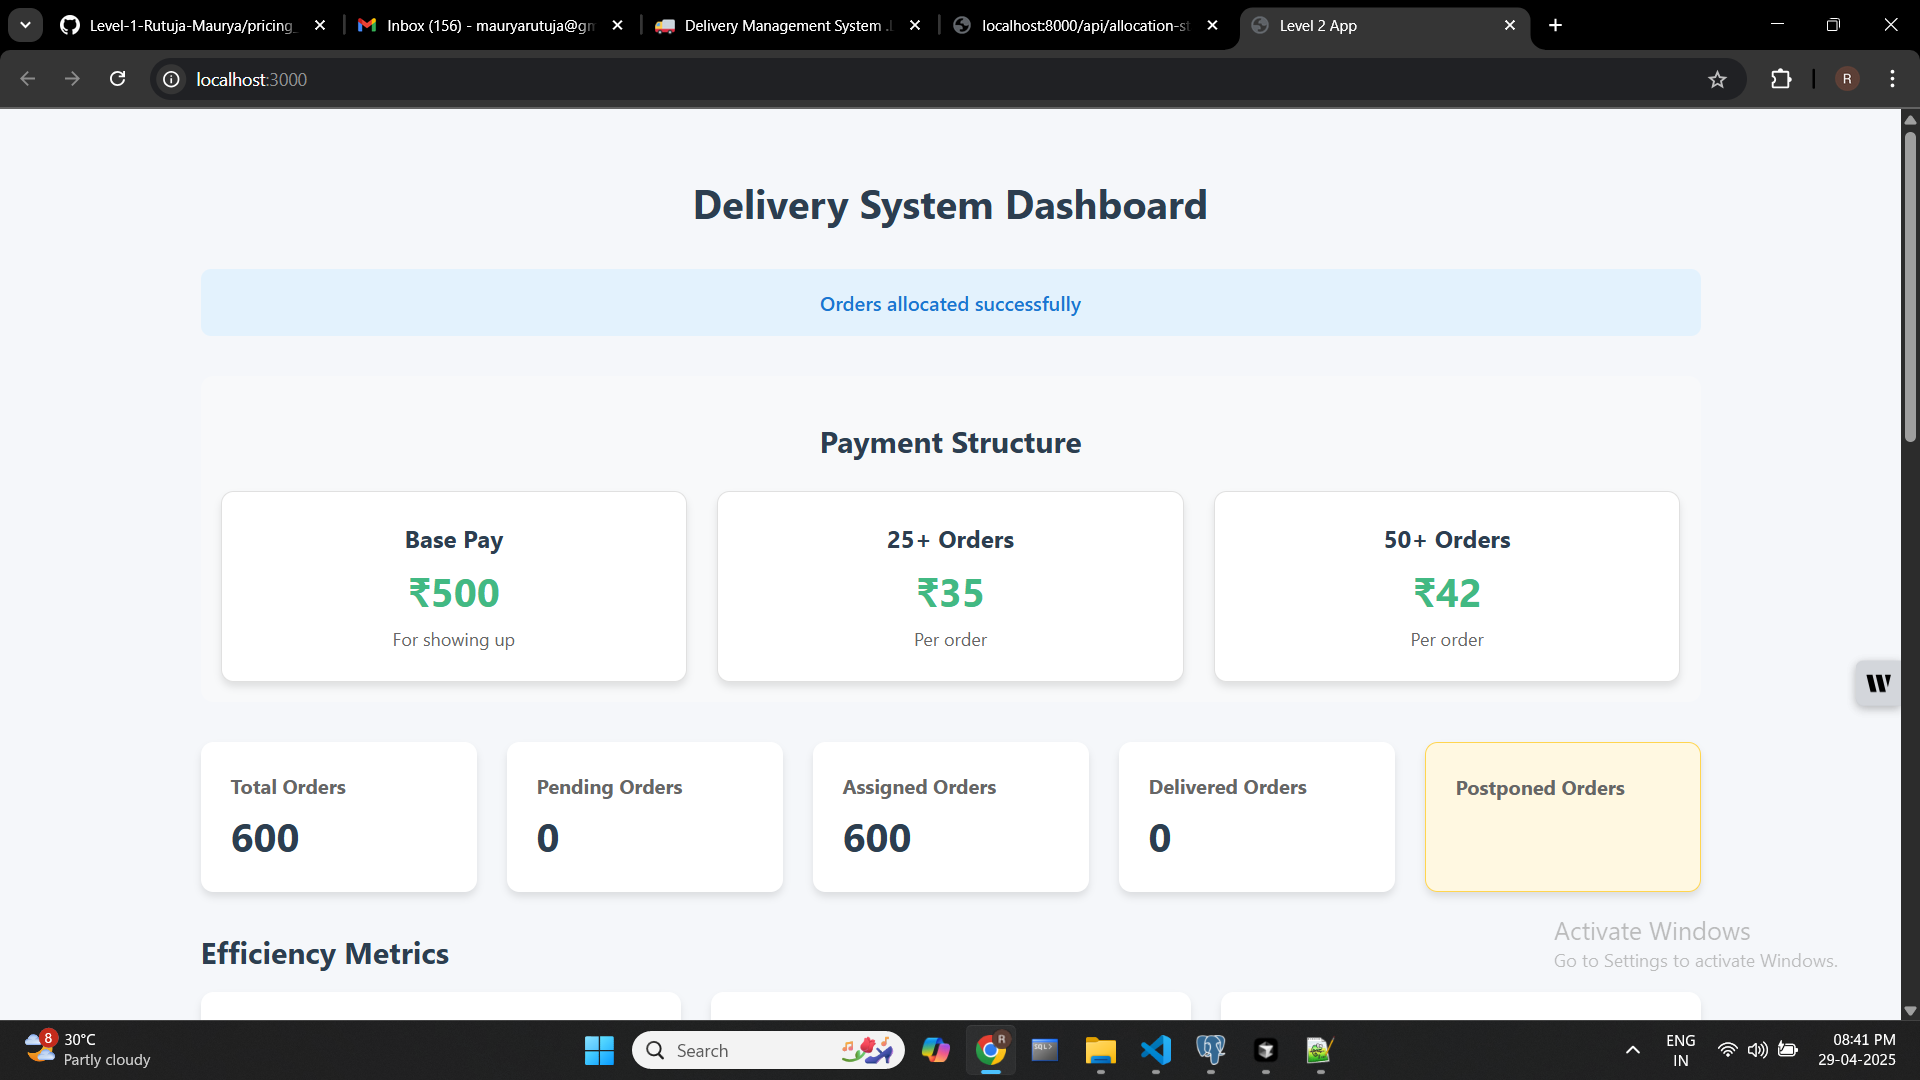 Level-1-Rutuja-Maurya/pricing_
Inbox (156) - mauryarutuja@gm
Delivery Management System .
localhost:8000/api/allocation-st
Level 2 App
localhost:3000
R
Delivery System Dashboard
Orders allocated successfully
Payment Structure
Base Pay
₹500
For showing up
25+ Orders
₹35
Per order
50+ Orders
₹42
Per order
Total Orders
600
Pending Orders
0
Assigned Orders
600
Delivered Orders
0
Postponed Orders
Efficiency Metrics
Activate Windows
Go to Settings to activate Windows.
8
30°C
Partly cloudy
Search
R
SQL>
ENG
IN
08:41 PM
29-04-2025